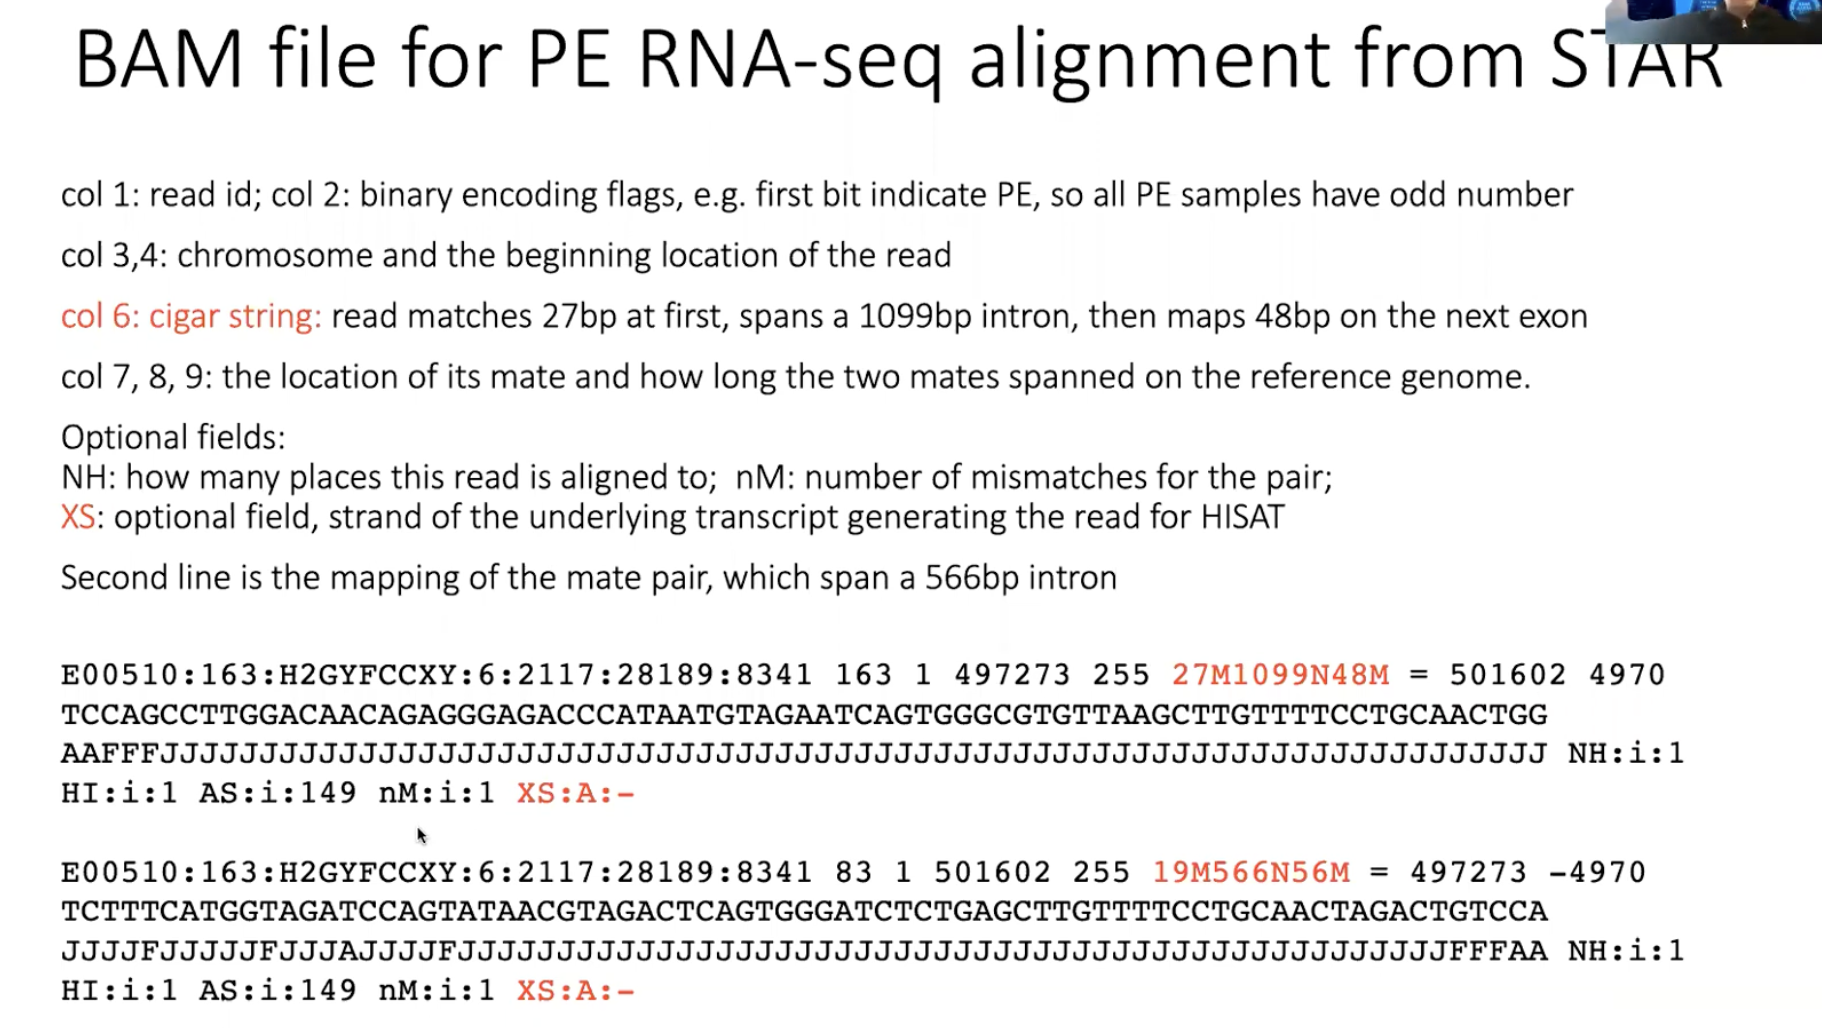 BAM file for PE RNA-seq alignment from STAR
col 1: read id; col 2: binary encoding flags, e.g. first bit indicate PE, so all PE samples have odd number
col 3,4: chromosome and the beginning location of the read
col 6: cigar string: read matches 27bp at first, spans a 1099bp intron, then maps 48bp on the next exon
col 7, 8, 9: the location of its mate and how long the two mates spanned on the reference genome.
Optional fields:
NH: how many places this read is aligned to;  nM: number of mismatches for the pair;
XS: optional field, strand of the underlying transcript generating the read for HISAT
Second line is the mapping of the mate pair, which span a 566bp intron
E00510:163:H2GYFCCXY:6:2117:28189:8341 163 1 497273 255 27M1099N48M = 501602 4970
TCCAGCCTTGGACAACAGAGGGAGACCCATAATGTAGAATCAGTGGGCGTGTTAAGCTTGTTTTCCTGCAACTGG
AAFFFJJJJJJJJJJJJJJJJJJJJJJJJJJJJJJJJJJJJJJJJJJJJJJJJJJJJJJJJJJJJJJJJJJJJJJ NH:i:1
HI:i:1 AS:i:149 nM:i:1 XS:A:−
E00510:163:H2GYFCCXY:6:2117:28189:8341 83 1 501602 255 19M566N56M = 497273 −4970
TCTTTCATGGTAGATCCAGTATAACGTAGACTCAGTGGGATCTCTGAGCTTGTTTTCCTGCAACTAGACTGTCCA
JJJJFJJJJJFJJJAJJJJFJJJJJJJJJJJJJJJJJJJJJJJJJJJJJJJJJJJJJJJJJJJJJJJJJJFFFAA NH:i:1
HI:i:1 AS:i:149 nM:i:1 XS:A:−